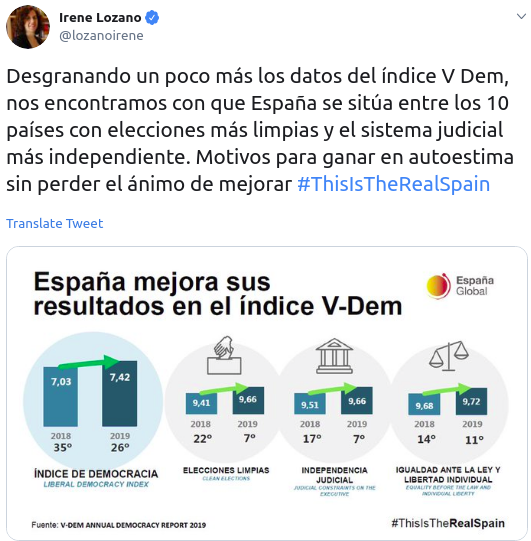 Irene Lozano
@lozanoirene
Desgranando un poco más los datos del índice V Dem,
nos encontramos con que España se sitúa entre los 10
países con elecciones más limpias y el sistema judicial
más independiente. Motivos para ganar en autoestima
sin perder el ánimo de mejorar #ThisIsTheRealSpain
Translate Tweet
España mejora sus
resultados en el índice V-Dem
España
Global
7,03
7,42
2018
2019
35º
26º
ÍNDICE DE DEMOCRACIA
LIBERAL DEMOCRACY INDEX
9,41
9,66
2018
2019
22º
7º
ELECCIONES LIMPIAS
CLEAN ELECTIONS
9,51
9,66
2018
2019
17º
7º
INDEPENDENCIA
JUDICIAL
JUDICIAL CONSTRAINTS ON THE
EXECUTIVE
9,68
9,72
2018
2019
14º
11º
IGUALDAD ANTE LA LEY Y
LIBERTAD INDIVIDUAL
EQUALITY BEFORE THE LAW AND
INDIVIDUAL LIBERTY
Fuente: V-DEM ANNUAL DEMOCRACY REPORT 2019
#ThisIsTheRealSpain